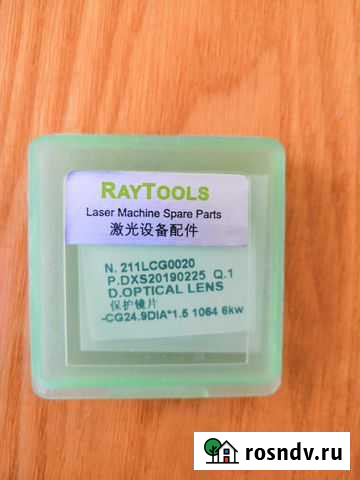 RAYTOOLS
Laser Machine Spare Parts
激光设备配件
N. 211LCG0020
P.DXS20190225 Q.1
D.OPTICAL LENS
保护镜片
-CG24.9DIA*1.5 1064 6kw
rosndv.ru